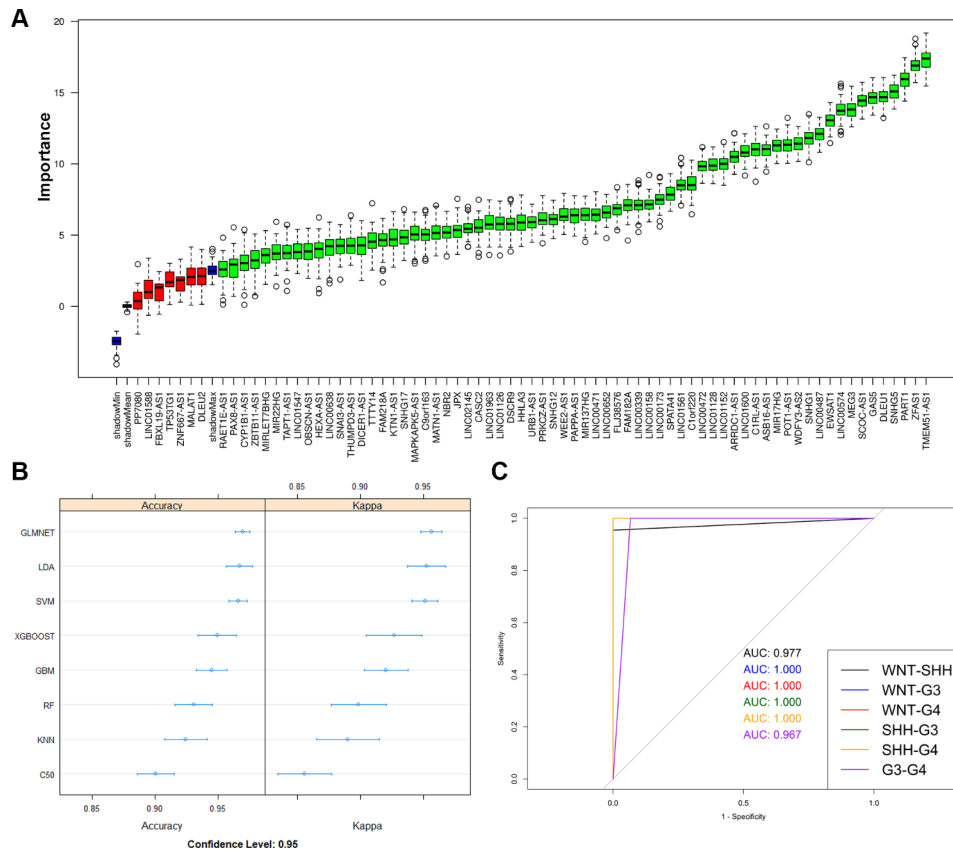 A
20
15
10
5
0
Importance
shadowMin
shadowMean
PP7080
LINC01588
FBXL19-AS1
TP53TG1
ZNF667-AS1
MALAT1
DLEU2
shadowMax
RAET1E-AS1
PAX8-AS1
CYP1B1-AS1
ZBTB11-AS1
MIRLET7BHG
MIR22HG
TAPT1-AS1
LINC01547
OBSCN-AS1
HEXA-AS1
LINC00638
SNAI3-AS1
THUMPD3-AS1
DICER1-AS1
TTTY14
FAM218A
KTN1-AS1
SNHG17
MAPKAPK5-AS1
C9orf163
MATN1-AS1
NBR2
JPX
LINC02145
CASC2
LINC01963
LINC01126
DSCR9
HHLA3
URB1-AS1
PRKCZ-AS1
SNHG12
WEE2-AS1
PAPPA-AS1
MIR137HG
LINC00471
LINC00652
FLJ38576
FAM182A
LINC00339
LINC00158
LINC00173
SPATA41
LINC01561
C1orf220
LINC00472
LINC01128
LINC01152
ARRDC1-AS1
LINC01600
C1RL-AS1
ASB16-AS1
MIR17HG
POT1-AS1
WDFY3-AS2
SNHG1
LINC00487
EWSAT1
LINC00574
MEG3
SCOC-AS1
GAS5
DLEU1
SNHG5
PART1
ZFAS1
TMEM51-AS1
B
0.85 0.90 0.95
Accuracy Kappa
GLMNET
LDA
SVM
XGBOOST
GBM
RF
KNN
C50
0.85 0.90 0.95
Accuracy Kappa
Confidence Level: 0.95
C
1.0
0.8
0.6
0.4
0.2
0.0
Sensitivity
AUC: 0.977
AUC: 1.000
AUC: 1.000
AUC: 1.000
AUC: 1.000
AUC: 0.967
WNT-SHH
WNT-G3
WNT-G4
SHH-G3
SHH-G4
G3-G4
0.0 0.5 1.0
1 - Specificity